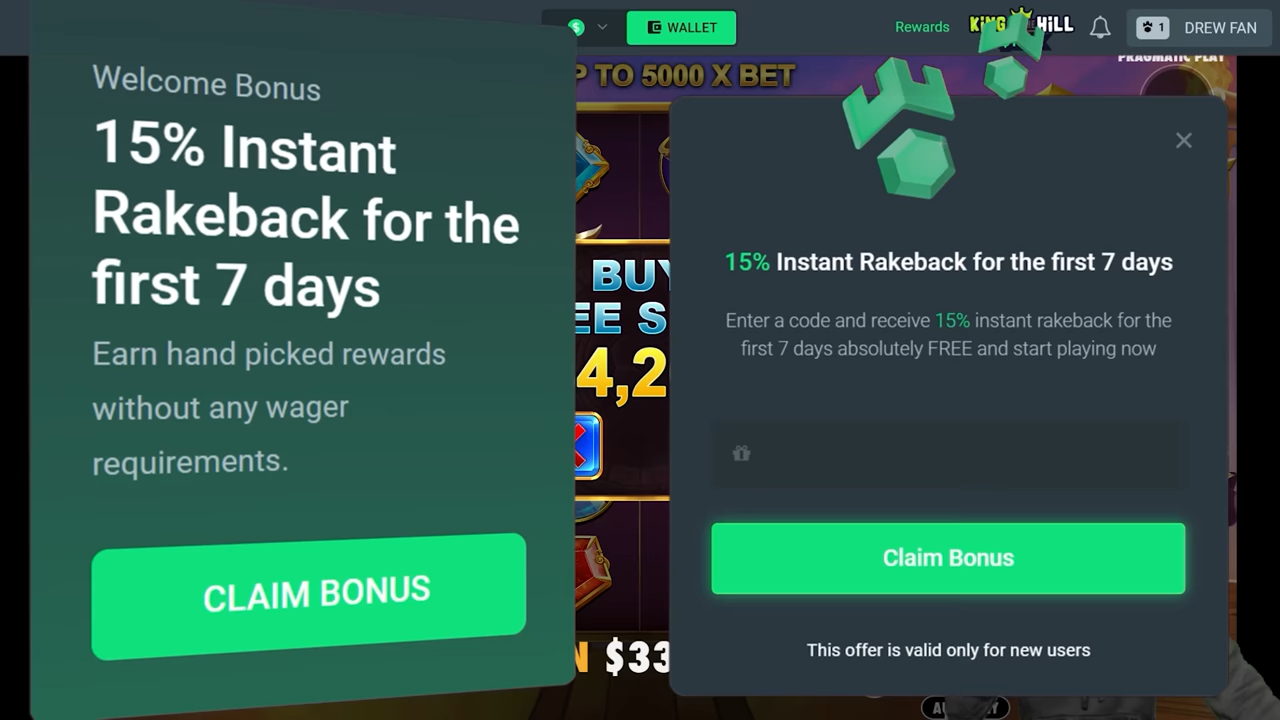 $
WALLET
Rewards
KING HILL
1
DREW FAN
PRAGMATIC PLAY
P TO 5000 X BET
Welcome Bonus
15% Instant
Rakeback for the
first 7 days
Earn hand picked rewards
without any wager
requirements.
CLAIM BONUS
BUY
EE S
4,2
$33
15% Instant Rakeback for the first 7 days
Enter a code and receive 15% instant rakeback for the
first 7 days absolutely FREE and start playing now
Claim Bonus
This offer is valid only for new users